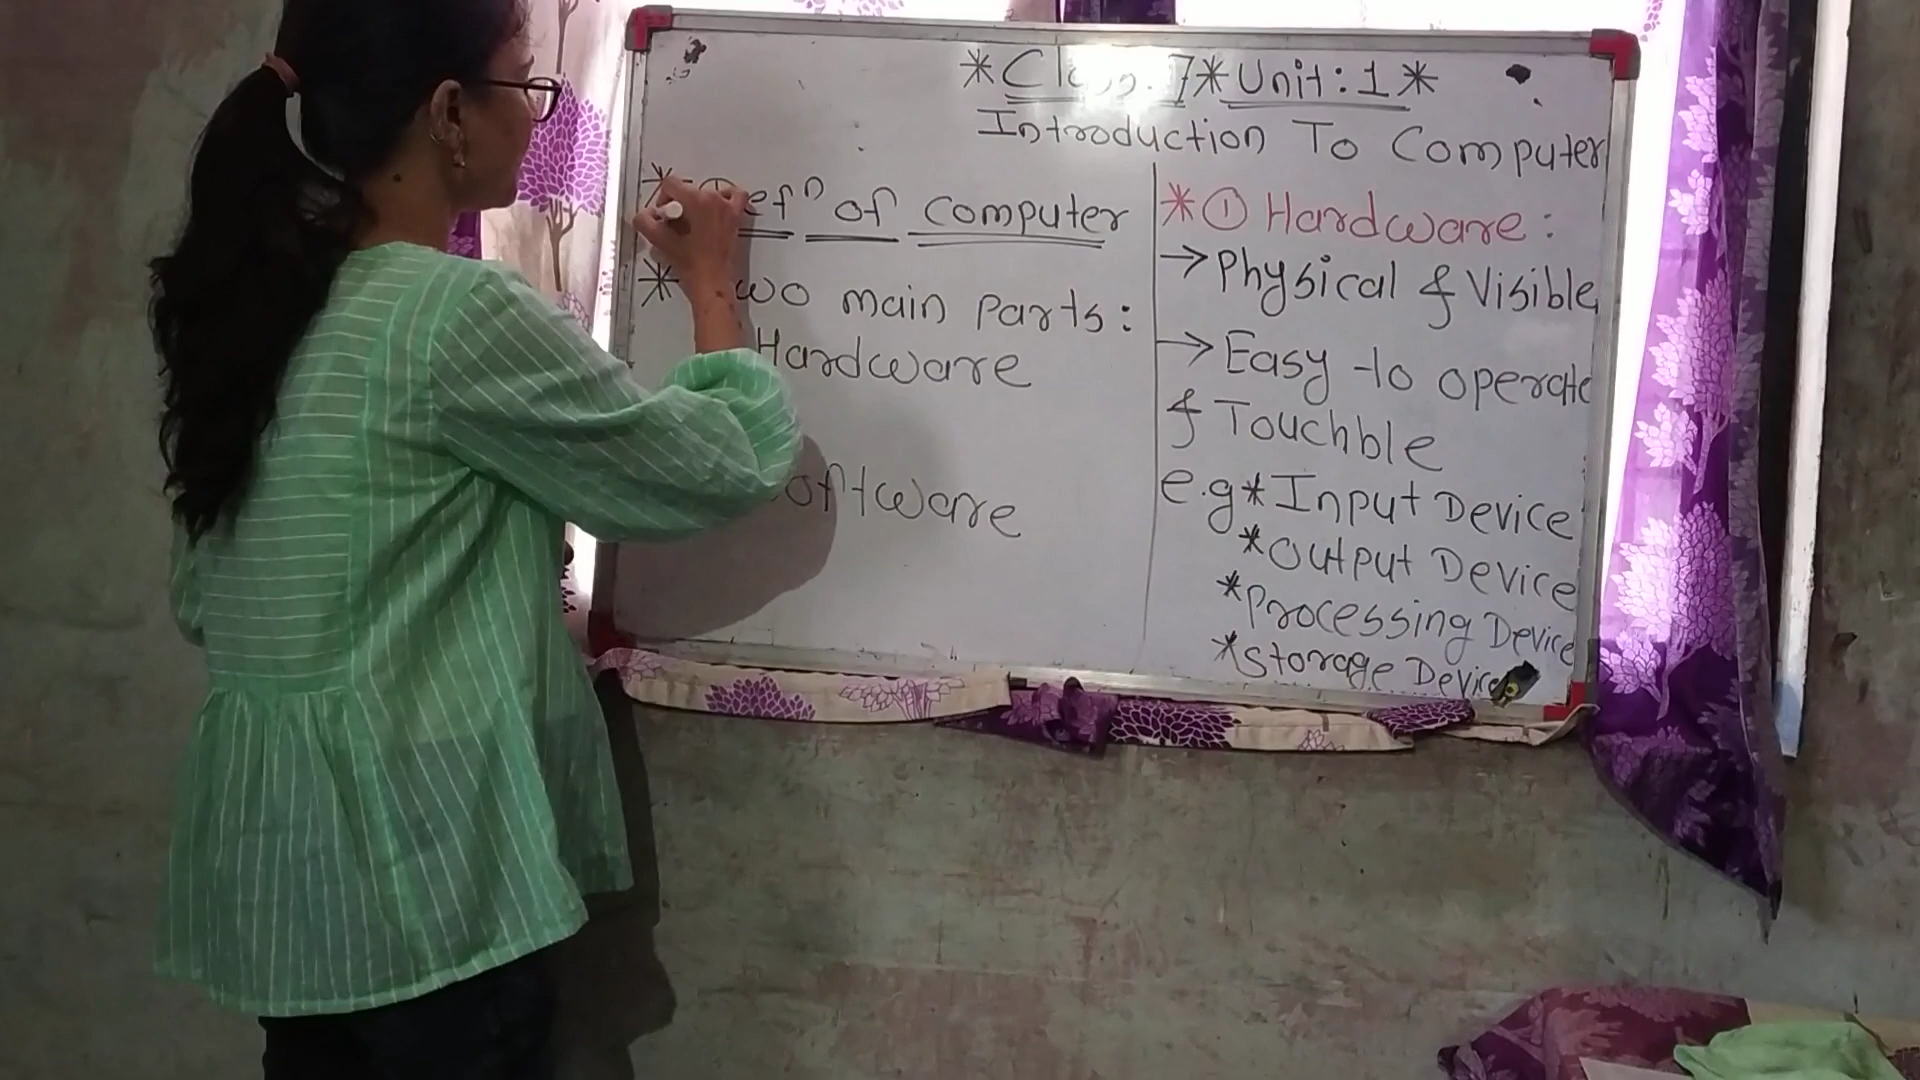 *Class:7*Unit:1*
Introduction To Computer
* Defⁿ of computer
* Two main parts:
Hardware
Software
*① Hardware:
→Physical & Visible
→Easy to operate
& Touchble
e.g*Input Device
*Output Device
*Processing Device
*Storage Device